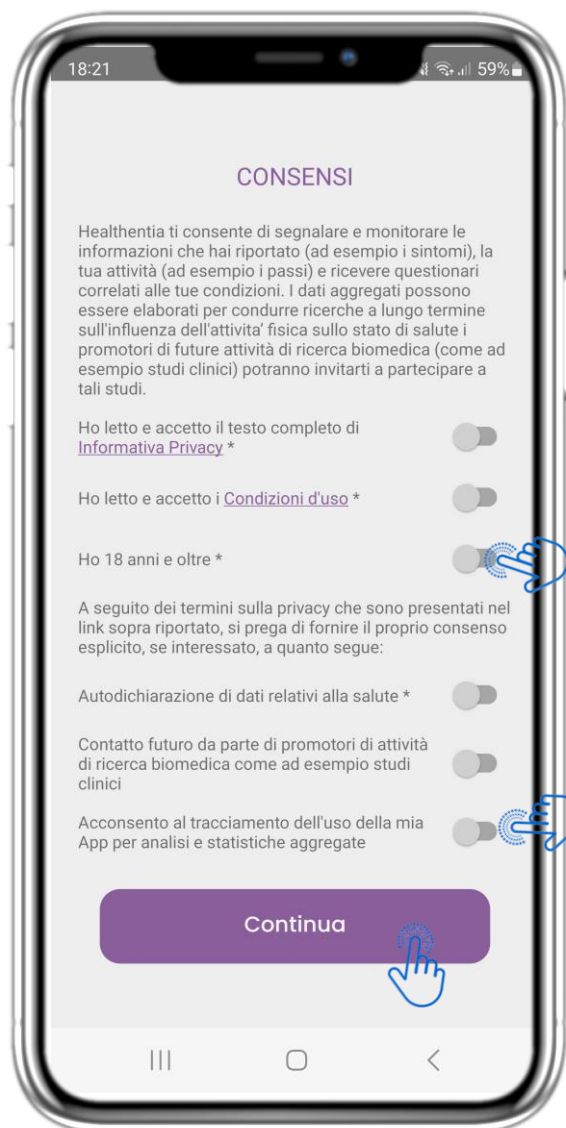 18:21
59%
CONSENSI
Healthentia ti consente di segnalare e monitorare le
informazioni che hai riportato (ad esempio i sintomi), la
tua attività (ad esempio i passi) e ricevere questionari
correlati alle tue condizioni. I dati aggregati possono
essere elaborati per condurre ricerche a lungo termine
sull'influenza dell'attivita' fisica sullo stato di salute i
promotori di future attività di ricerca biomedica (come ad
esempio studi clinici) potranno invitarti a partecipare a
tali studi.
Ho letto e accetto il testo completo di
Informativa Privacy *
Ho letto e accetto i Condizioni d'uso *
Ho 18 anni e oltre *
A seguito dei termini sulla privacy che sono presentati nel
link sopra riportato, si prega di fornire il proprio consenso
esplicito, se interessato, a quanto segue:
Autodichiarazione di dati relativi alla salute *
Contatto futuro da parte di promotori di attività
di ricerca biomedica come ad esempio studi
clinici
Acconsento al tracciamento dell'uso della mia
App per analisi e statistiche aggregate
Continua